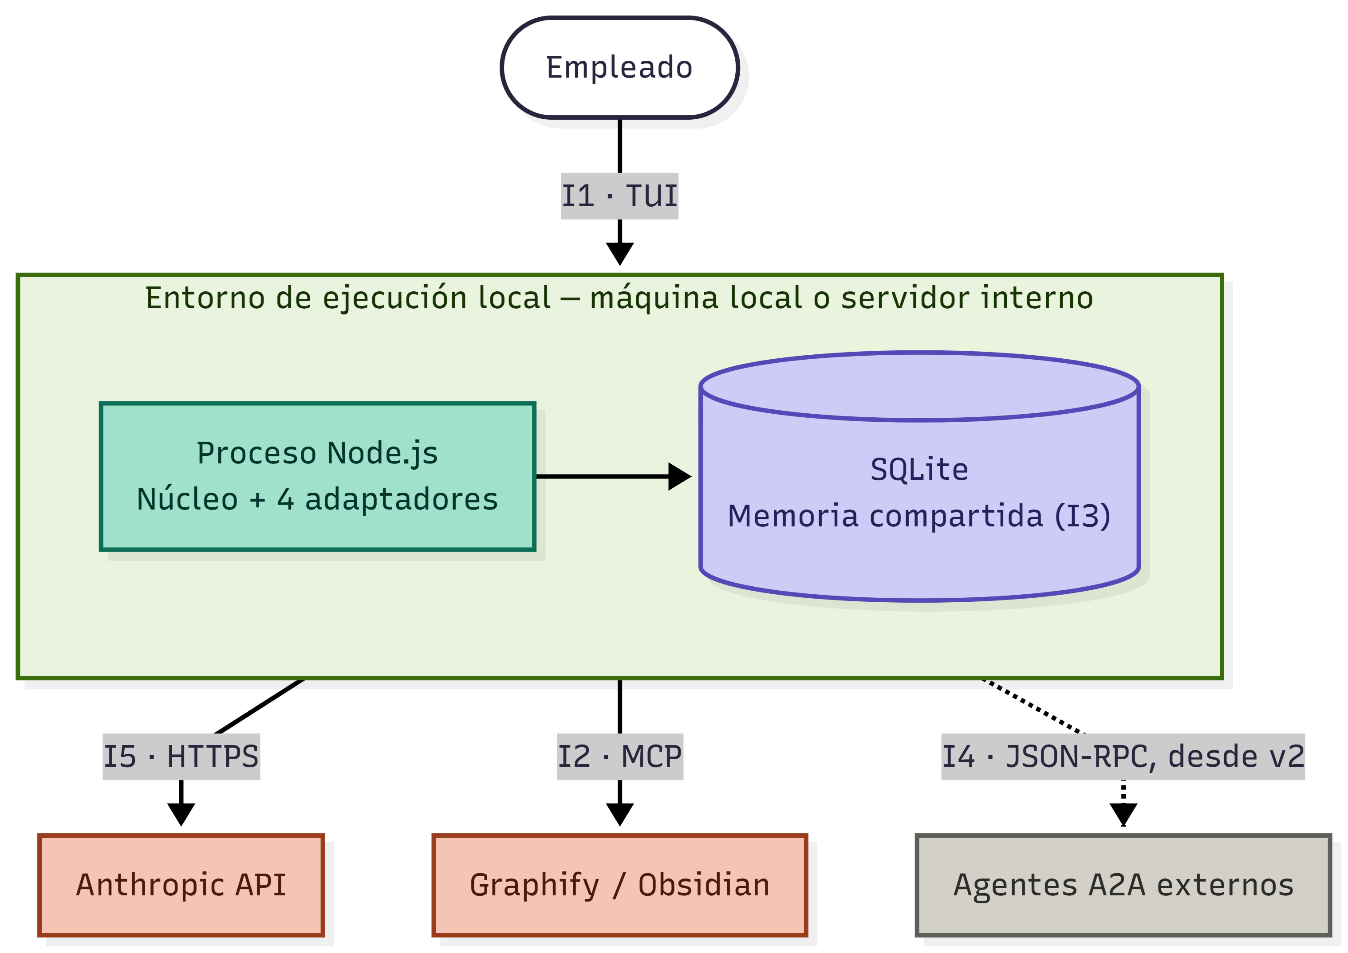 Empleado
I1 · TUI
Entorno de ejecución local — máquina local o servidor interno
Proceso Node.js
Núcleo + 4 adaptadores
SQLite
Memoria compartida (I3)
I5 · HTTPS
I2 · MCP
I4 · JSON-RPC, desde v2
Anthropic API
Graphify / Obsidian
Agentes A2A externos